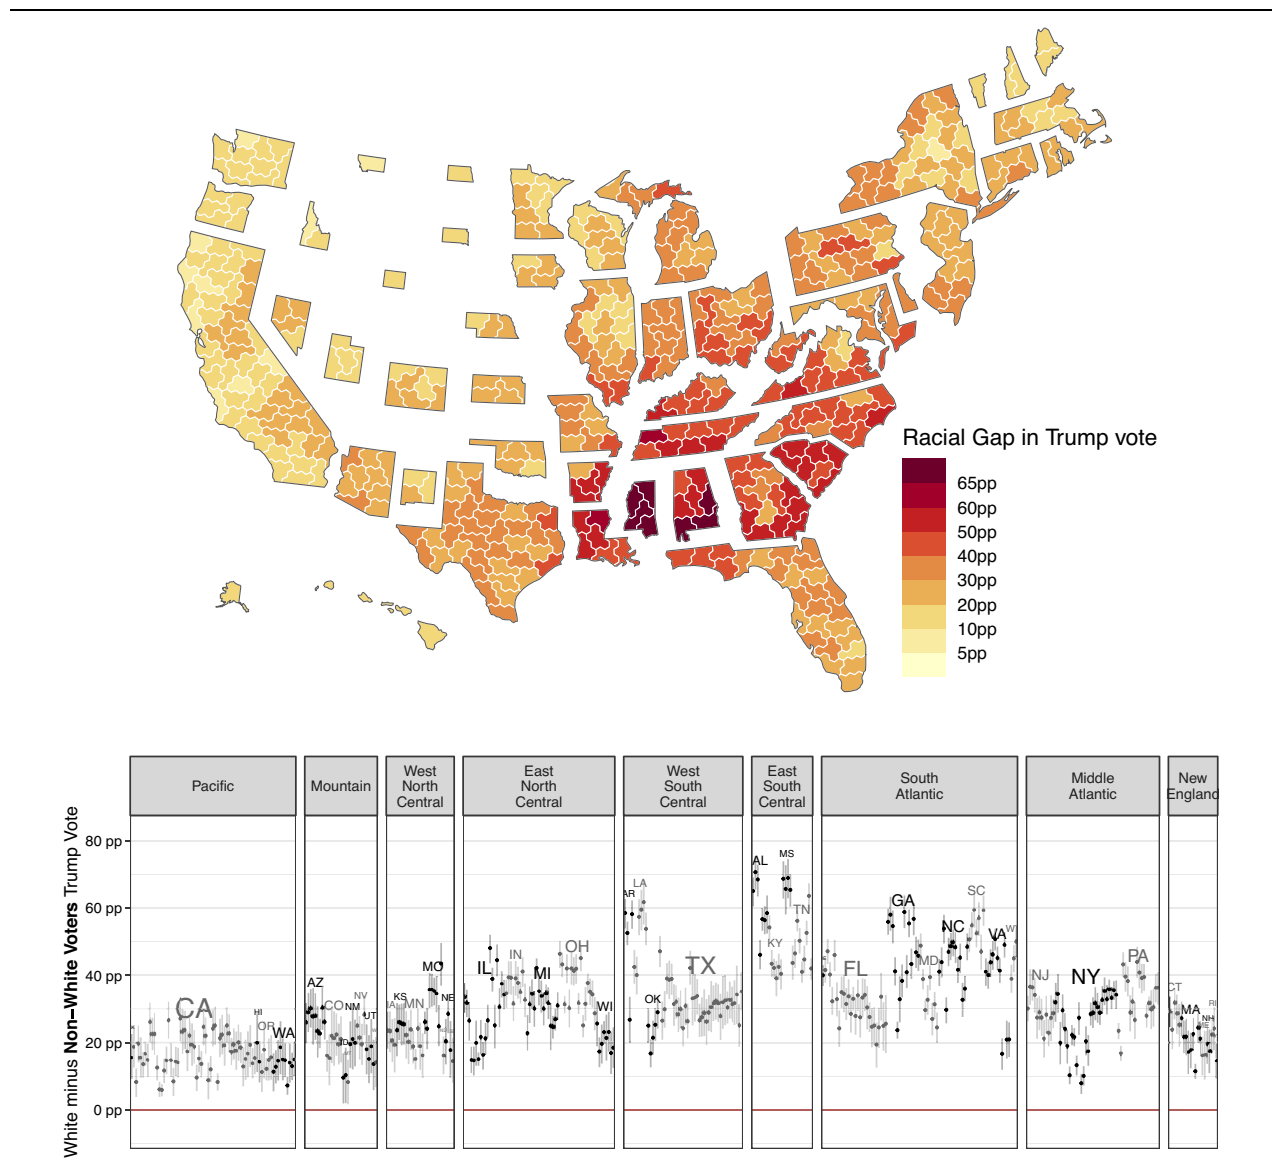 Racial Gap in Trump vote
65pp
60pp
50pp
40pp
30pp
20pp
10pp
5pp
Pacific
Mountain
West
North
Central
East
North
Central
West
South
Central
East
South
Central
South
Atlantic
Middle
Atlantic
New
England
White minus Non−White Voters Trump Vote
80 pp
60 pp
40 pp
20 pp
0 pp
CA
HI
OR
WA
AZ
CO
NV
NM
UT
ID
KS
MN
MO
NE
IL
IN
MI
OH
WI
AR
LA
OK
TX
AL
MS
KY
TN
FL
GA
MD
NC
SC
VA
NJ
NY
PA
CT
MA
NH
RI